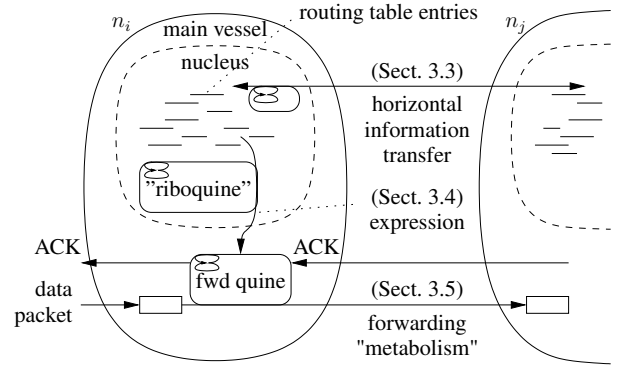 routing table entries
n_i
n_j
main vessel
nucleus
(Sect. 3.3)
horizontal
information
transfer
"riboquine"
(Sect. 3.4)
expression
ACK
ACK
fwd quine
data
packet
(Sect. 3.5)
forwarding
"metabolism"